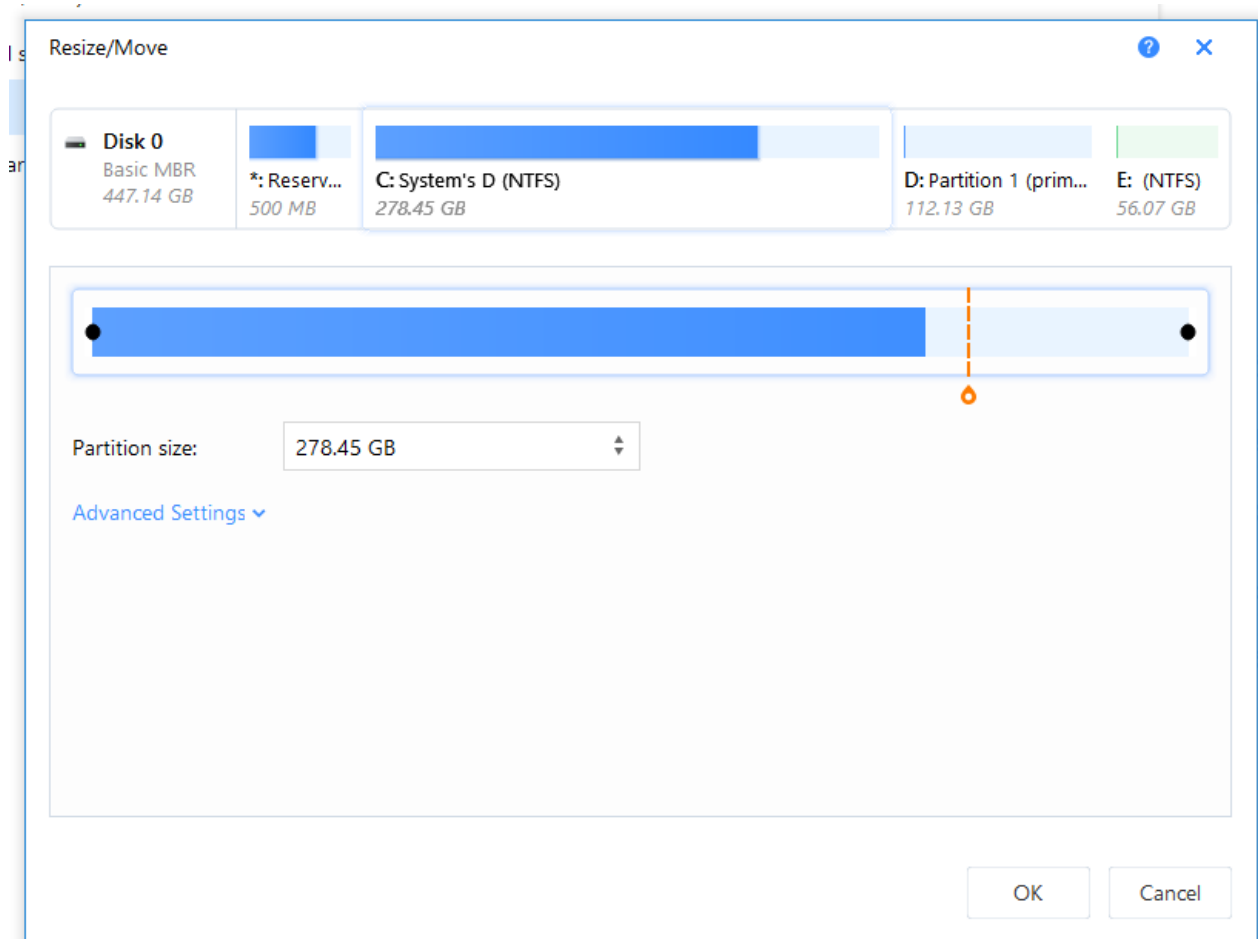 Resize/Move
Disk 0
Basic MBR
447.14 GB
*: Reserv...
500 MB
C: System's D (NTFS)
278.45 GB
D: Partition 1 (prim...
112.13 GB
E: (NTFS)
56.07 GB
Partition size:
278.45 GB
Advanced Settings
OK
Cancel